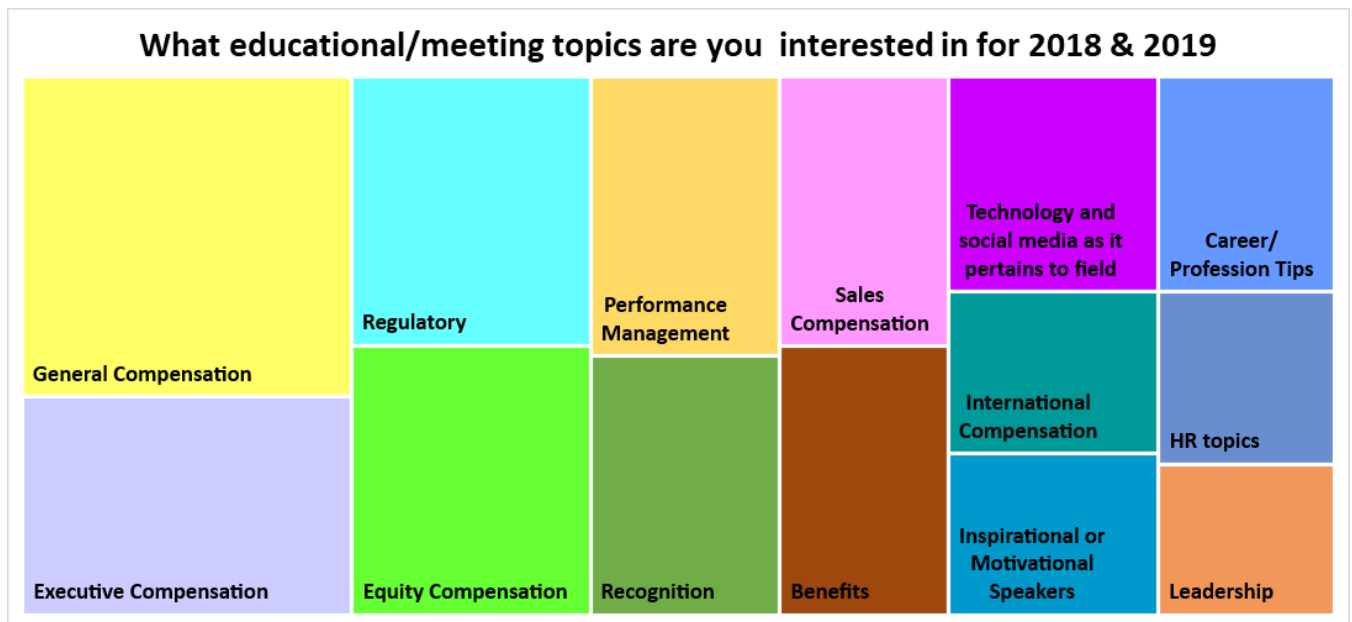 What educational/meeting topics are you  interested in for 2018 & 2019
General Compensation
Executive Compensation
Regulatory
Equity Compensation
Performance
Management
Recognition
Sales
Compensation
Benefits
Technology and
social media as it
pertains to field
International
Compensation
Inspirational or
Motivational
Speakers
Career/
Profession Tips
HR topics
Leadership